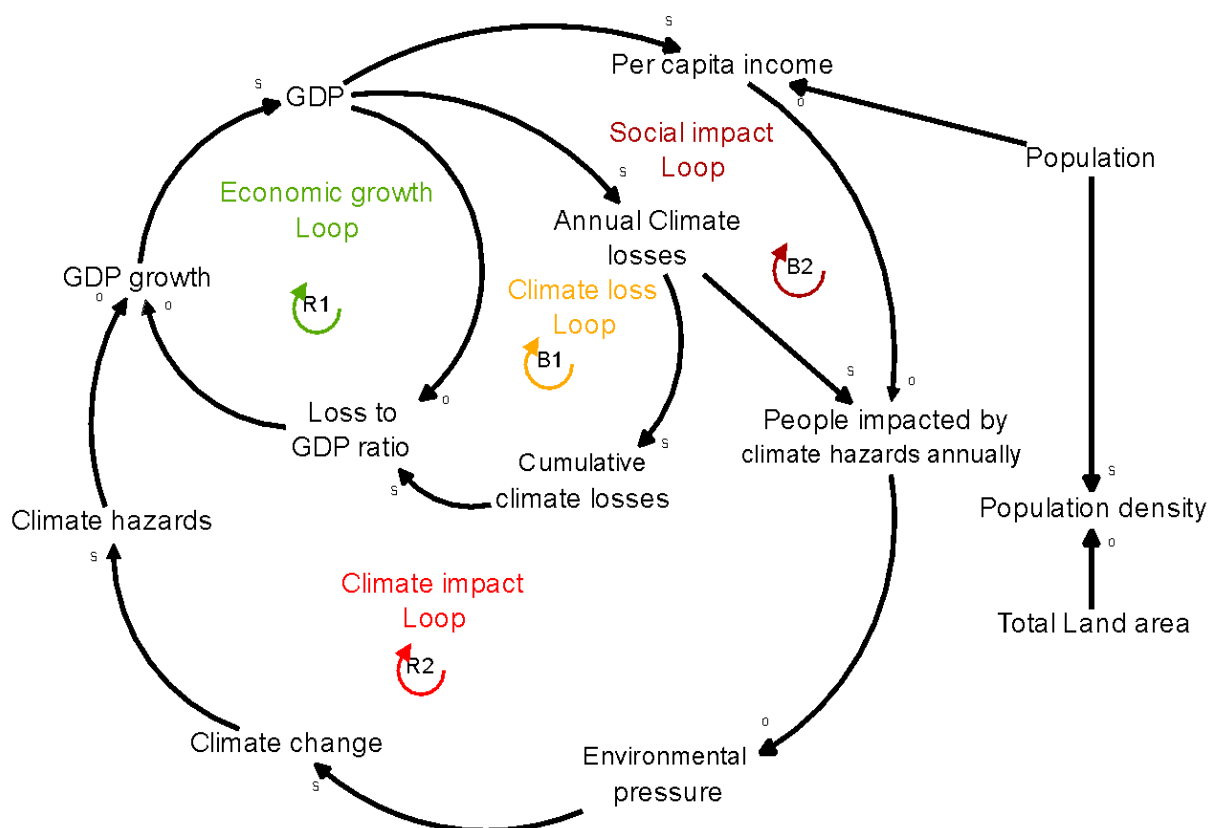 s
Per capita income
o
s
GDP
Social impact
Loop
Population
s
Economic growth
Loop
Annual Climate
losses
GDP growth
o
o
R1
Climate loss
Loop
B2
B1
s
o
Loss to
GDP ratio
o
People impacted by
climate hazards annually
s
s
Cumulative
climate losses
s
Population density
o
Climate hazards
s
Climate impact
Loop
Total Land area
R2
o
Climate change
s
Environmental
pressure